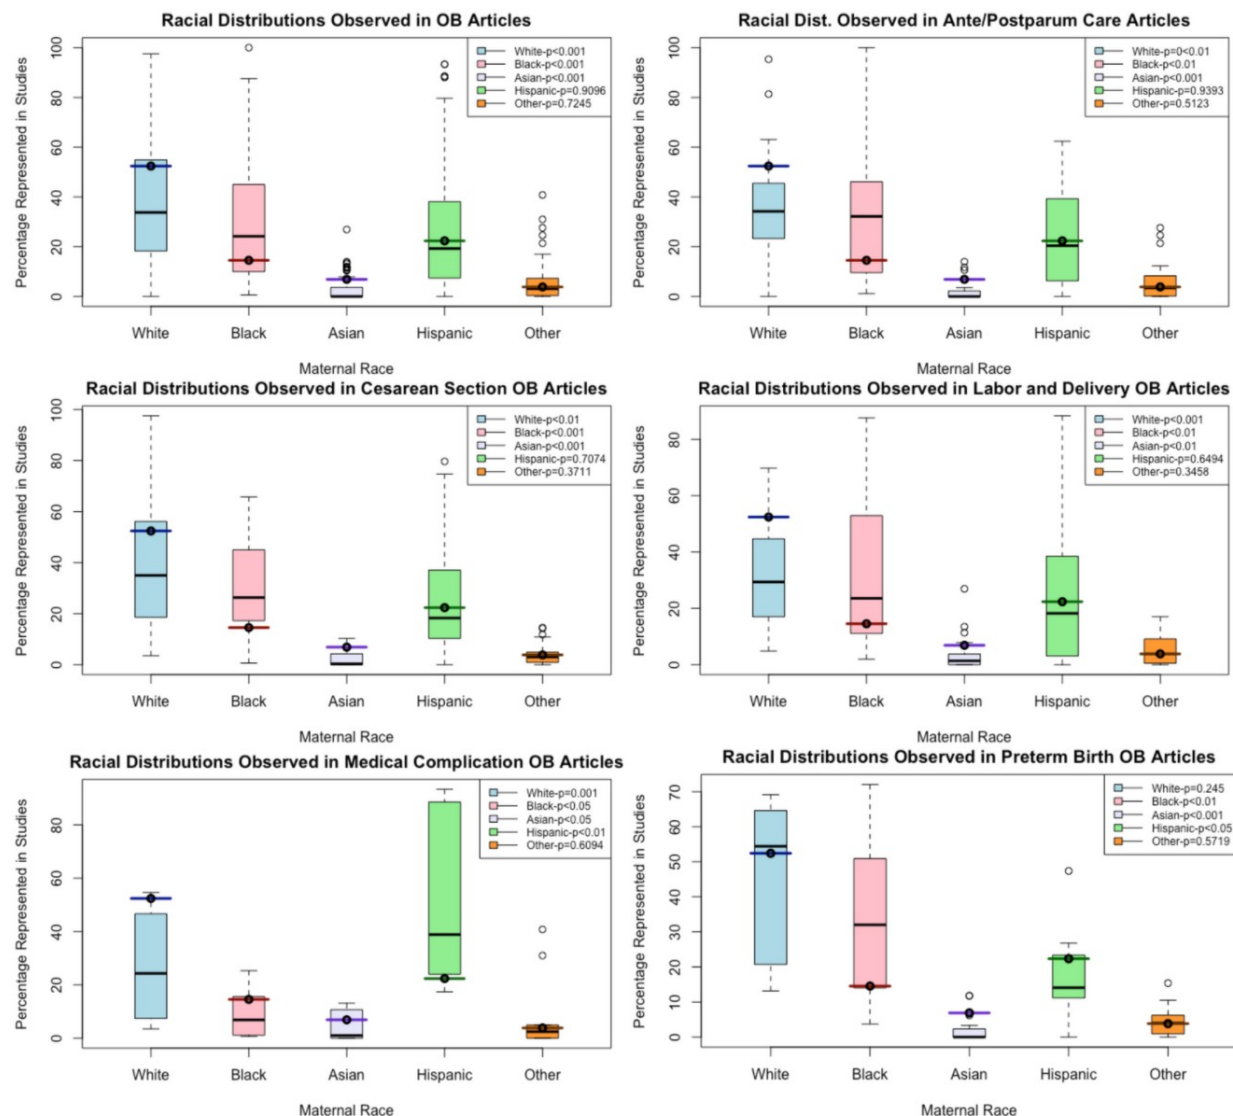 Racial Distributions Observed in OB Articles
Percentage Represented in Studies
100
80
60
40
20
0
White-p<0.001
Black-p<0.001
Asian-p<0.001
Hispanic-p=0.9096
Other-p=0.7245
White Black Asian Hispanic Other
Maternal Race
Racial Dist. Observed in Ante/Postparum Care Articles
Percentage Represented in Studies
100
80
60
40
20
0
White-p=0<0.01
Black-p<0.01
Asian-p<0.001
Hispanic-p=0.9393
Other-p=0.5123
White Black Asian Hispanic Other
Maternal Race
Racial Distributions Observed in Cesarean Section OB Articles
Percentage Represented in Studies
100
80
60
40
20
0
White-p<0.01
Black-p<0.001
Asian-p<0.001
Hispanic-p=0.7074
Other-p=0.3711
White Black Asian Hispanic Other
Maternal Race
Racial Distributions Observed in Labor and Delivery OB Articles
Percentage Represented in Studies
80
60
40
20
0
White-p<0.001
Black-p<0.01
Asian-p<0.01
Hispanic-p=0.6494
Other-p=0.3458
White Black Asian Hispanic Other
Maternal Race
Racial Distributions Observed in Medical Complication OB Articles
Percentage Represented in Studies
80
60
40
20
0
White-p=0.001
Black-p<0.05
Asian-p<0.05
Hispanic-p<0.01
Other-p=0.6094
White Black Asian Hispanic Other
Maternal Race
Racial Distributions Observed in Preterm Birth OB Articles
Percentage Represented in Studies
70
60
50
40
30
20
10
0
White-p=0.245
Black-p<0.01
Asian-p<0.001
Hispanic-p<0.05
Other-p=0.5719
White Black Asian Hispanic Other
Maternal Race